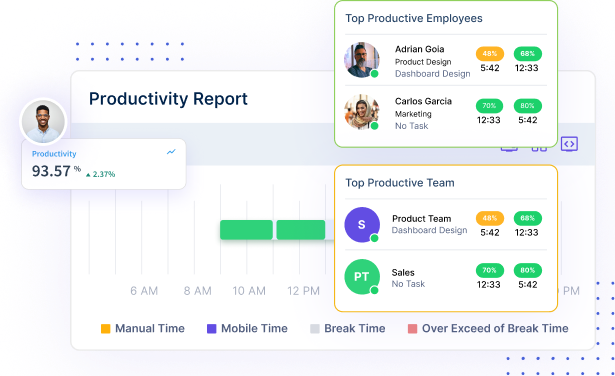 Top Productive Employees
Adrian Goia
Product Design
Dashboard Design
48%
5:42
68%
12:33
Carlos Garcia
Marketing
No Task
70%
12:33
80%
5:42
Productivity Report
Productivity
93.57 %
2.37%
Top Productive Team
S
Product Team
Dashboard Design
48%
5:42
68%
12:33
PT
Sales
No Task
70%
12:33
80%
5:42
6 AM
8 AM
10 AM
12 PM
PM
Manual Time
Mobile Time
Break Time
Over Exceed of Break Time